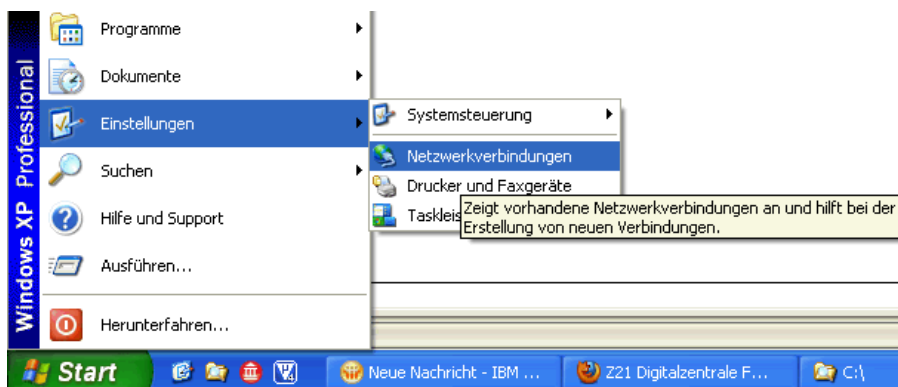 Windows XP Professional
Programme
Dokumente
Einstellungen
Suchen
Hilfe und Support
Ausführen...
Herunterfahren...
Systemsteuerung
Netzwerkverbindungen
Drucker und Faxgeräte
Taskleis
Zeigt vorhandene Netzwerkverbindungen an und hilft bei der
Erstellung von neuen Verbindungen.
Start
Neue Nachricht - IBM ...
Z21 Digitalzentrale F...
C:\